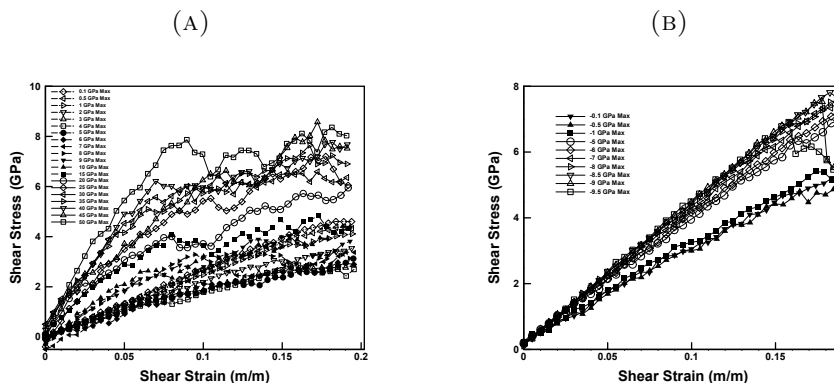 (A)
10
8
6
4
2
0
0
0.05
0.1
0.15
0.2
Shear Stress (GPa)
Shear Strain (m/m)
0.1 GPa Max
0.5 GPa Max
1 GPa Max
2 GPa Max
3 GPa Max
4 GPa Max
5 GPa Max
6 GPa Max
7 GPa Max
8 GPa Max
9 GPa Max
10 GPa Max
15 GPa Max
20 GPa Max
25 GPa Max
30 GPa Max
35 GPa Max
40 GPa Max
45 GPa Max
50 GPa Max
(B)
8
6
4
2
0
0
0.05
0.1
0.15
Shear Stress (GPa)
Shear Strain (m/m)
-0.1 GPa Max
-0.5 GPa Max
-1 GPa Max
-5 GPa Max
-6 GPa Max
-7 GPa Max
-8 GPa Max
-8.5 GPa Max
-9 GPa Max
-9.5 GPa Max